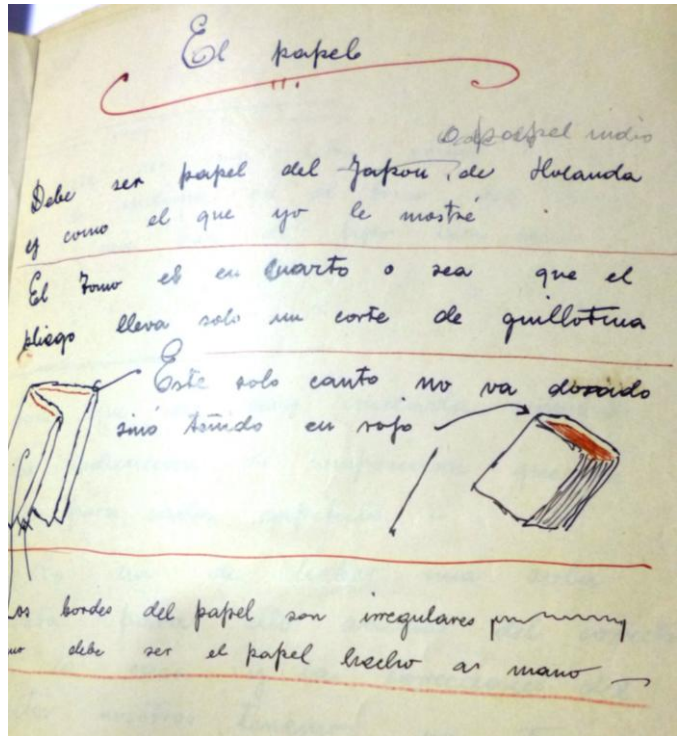 El papel
papel indio
Debe ser papel del Japon, de Holanda
y como el que yo le mostré
El Tomo es en Cuarto o sea que el
pliego lleva solo un corte de guillotina
Este solo canto no va dorado
sinó teñido en rojo
os bordes del papel son irregulares
debe ser el papel hecho a mano